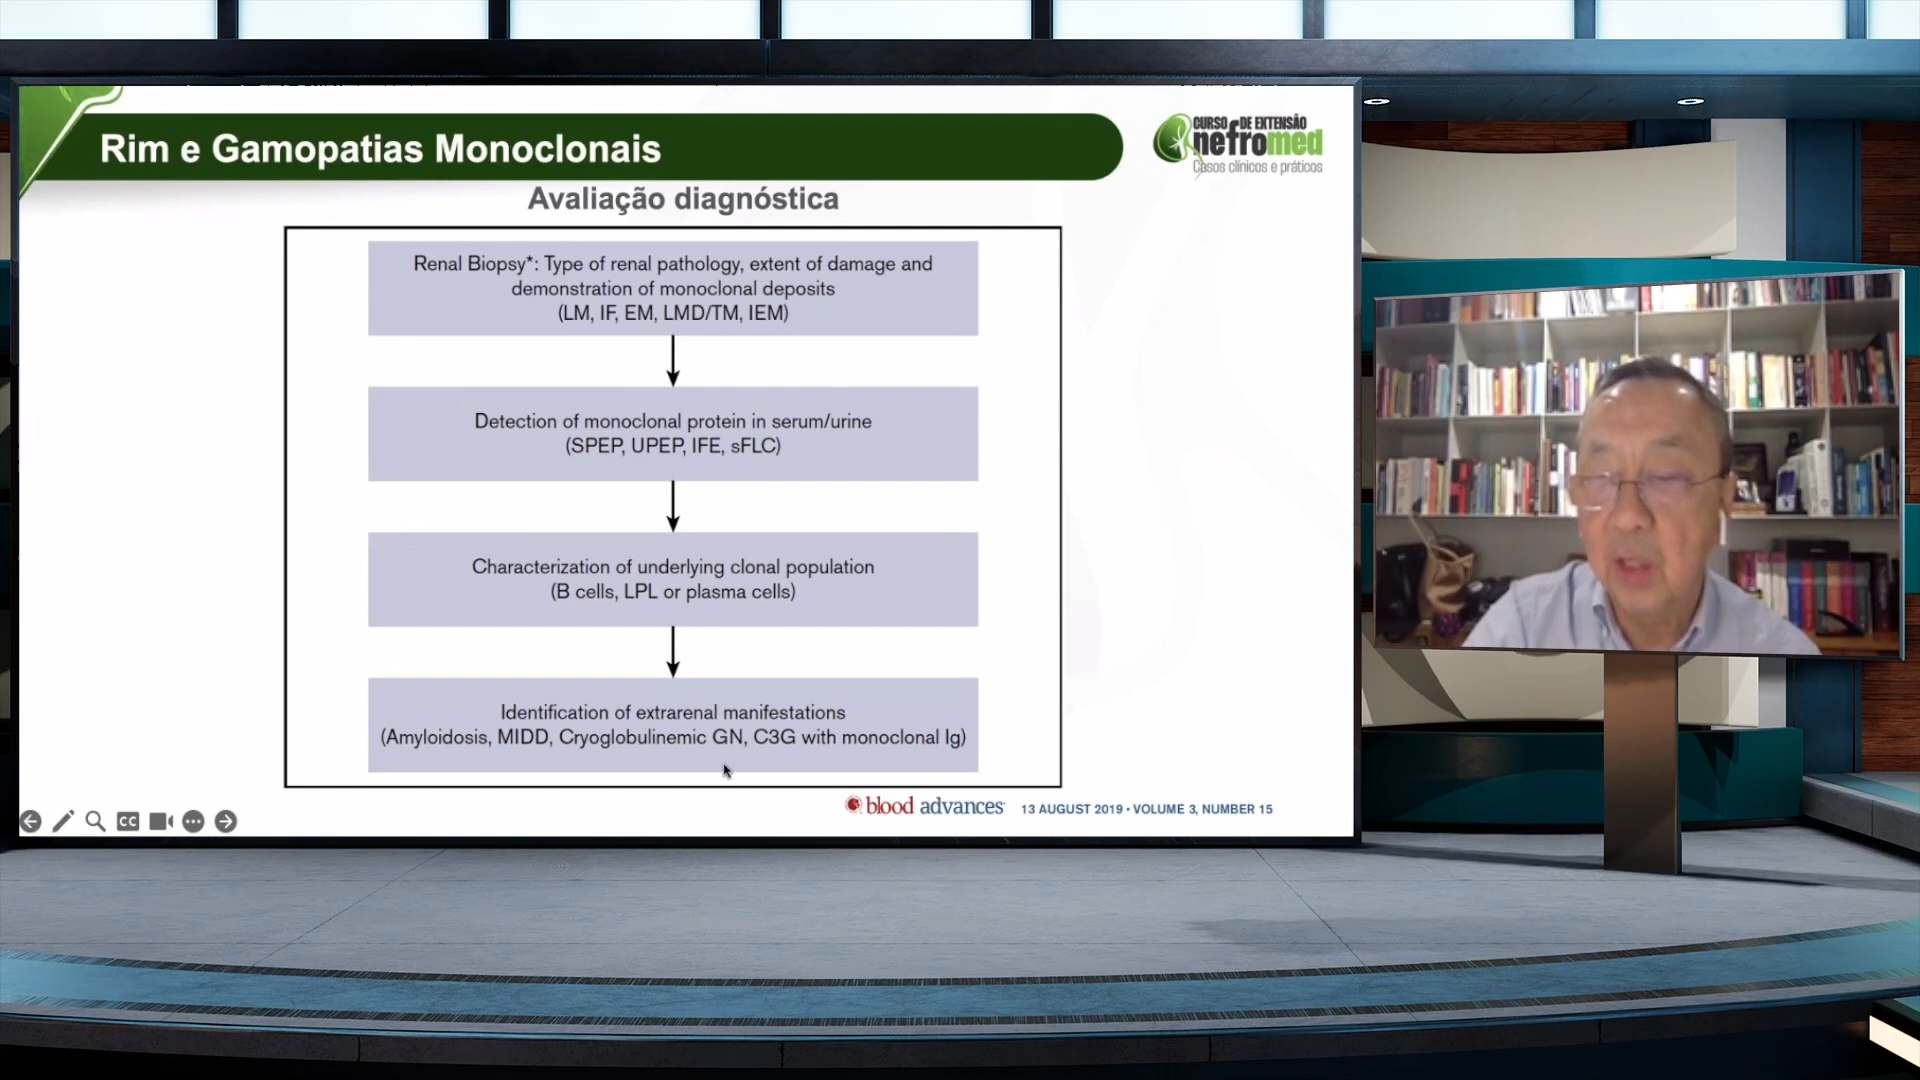 Rim e Gamopatias Monoclonais
CURSO DE EXTENSÃO
nefromed
Casos clínicos e práticos
Avaliação diagnóstica
Renal Biopsy*: Type of renal pathology, extent of damage and
demonstration of monoclonal deposits
(LM, IF, EM, LMD/TM, IEM)
Detection of monoclonal protein in serum/urine
(SPEP, UPEP, IFE, sFLC)
Characterization of underlying clonal population
(B cells, LPL or plasma cells)
Identification of extrarenal manifestations
(Amyloidosis, MIDD, Cryoglobulinemic GN, C3G with monoclonal Ig)
blood advances 13 AUGUST 2019 • VOLUME 3, NUMBER 15
CC